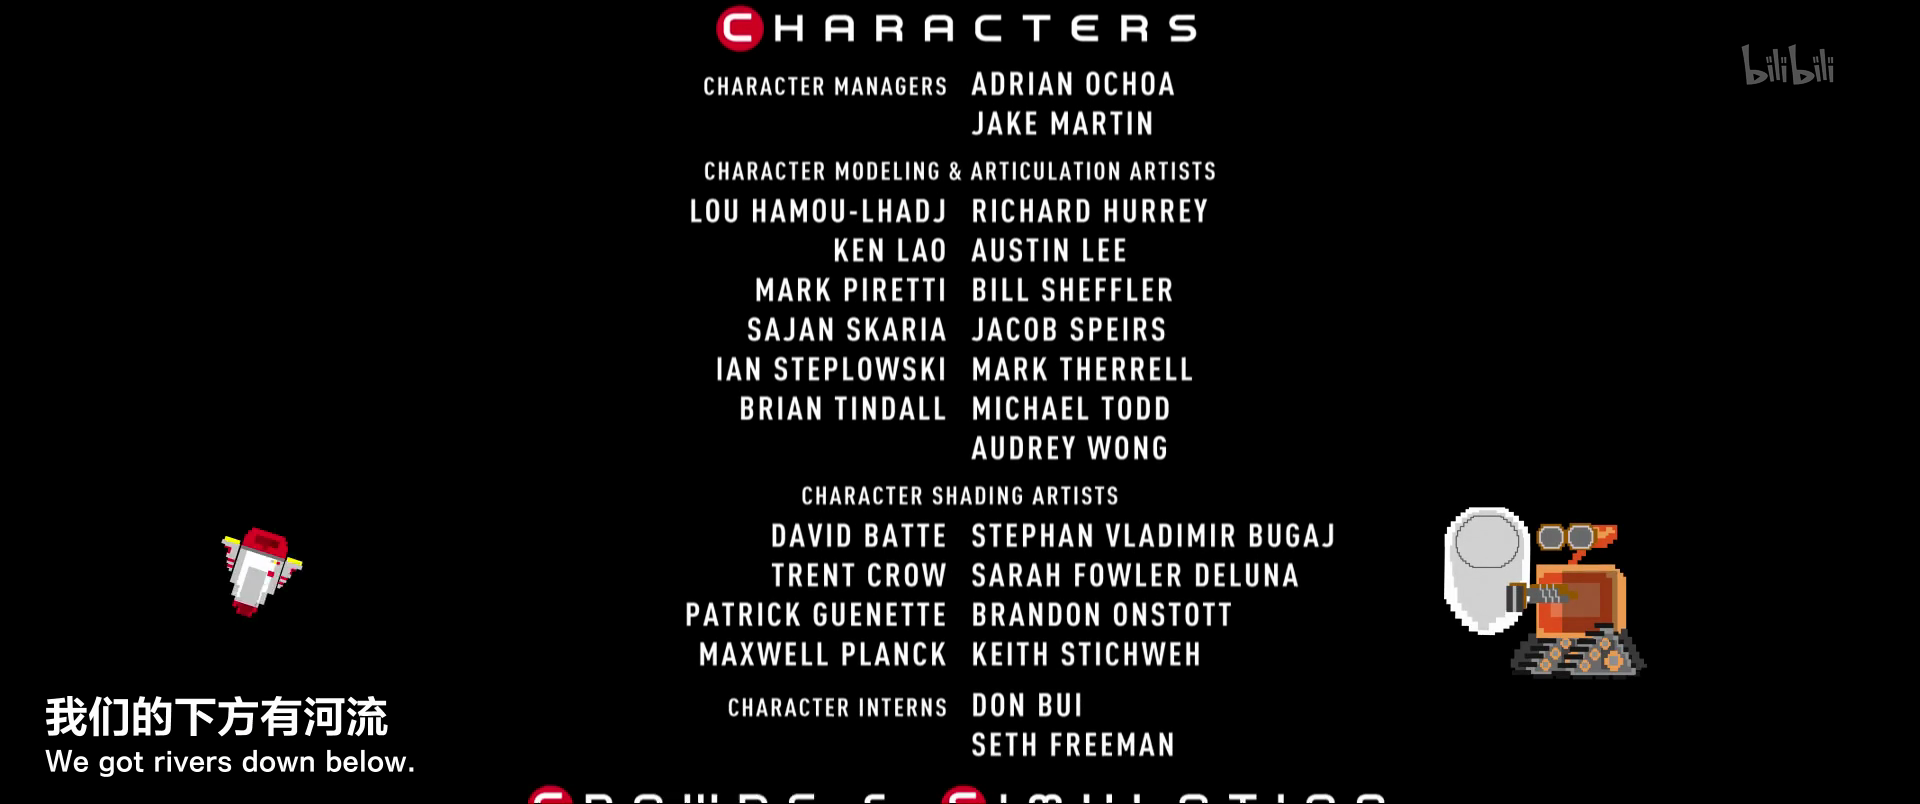 CHARACTERS
bilibili
CHARACTER MANAGERS ADRIAN OCHOA
JAKE MARTIN
CHARACTER MODELING & ARTICULATION ARTISTS
LOU HAMOU-LHADJ RICHARD HURREY
KEN LAO AUSTIN LEE
MARK PIRETTI BILL SHEFFLER
SAJAN SKARIA JACOB SPEIRS
IAN STEPLOWSKI MARK THERRELL
BRIAN TINDALL MICHAEL TODD
AUDREY WONG
CHARACTER SHADING ARTISTS
DAVID BATTE STEPHAN VLADIMIR BUGAJ
TRENT CROW SARAH FOWLER DELUNA
PATRICK GUENETTE BRANDON ONSTOTT
MAXWELL PLANCK KEITH STICHWEH
CHARACTER INTERNS DON BUI
SETH FREEMAN
我们的下方有河流
We got rivers down below.
CROWDS & SIMULATION